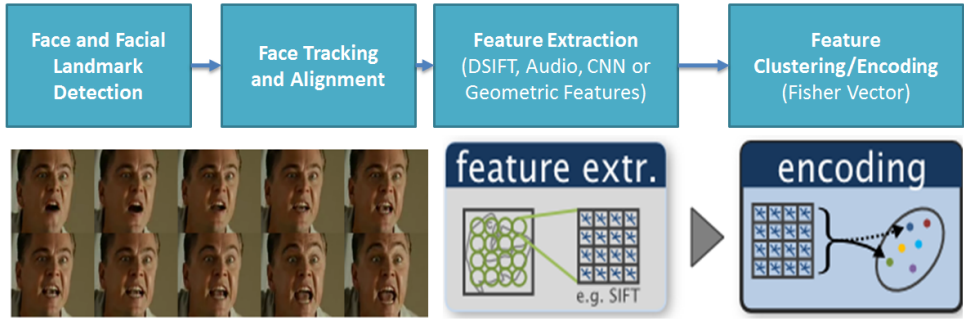 Face and Facial
Landmark
Detection
Face Tracking
and Alignment
Feature Extraction
(DSIFT, Audio, CNN or
Geometric Features)
Feature
Clustering/Encoding
(Fisher Vector)
feature extr.
e.g. SIFT
encoding